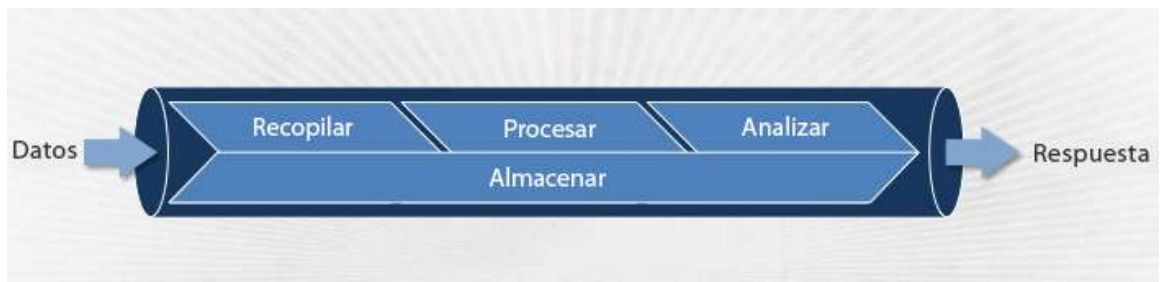 Datos
Recopilar
Procesar
Analizar
Almacenar
Respuesta